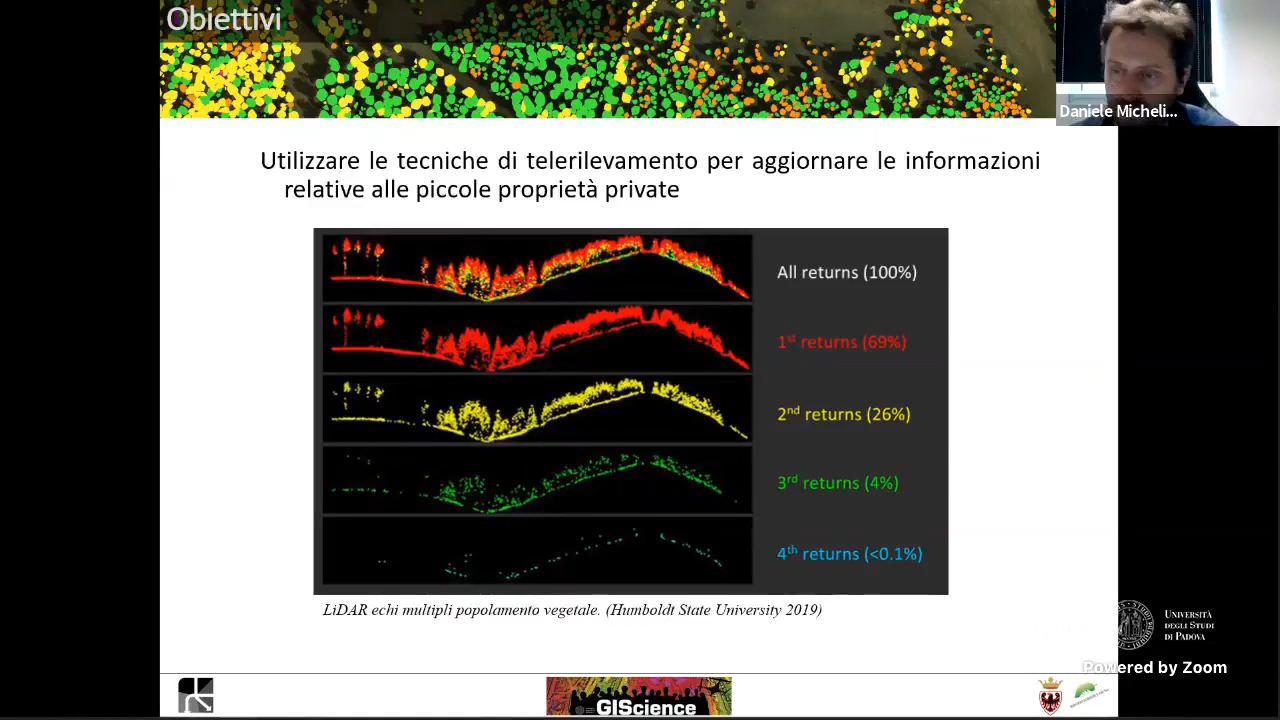 Obiettivi
Daniele Micheli...
Utilizzare le tecniche di telerilevamento per aggiornare le informazioni
relative alle piccole proprietà private
All returns (100%)
1st returns (69%)
2nd returns (26%)
3rd returns (4%)
4th returns (<0.1%)
LiDAR echi multipli popolamento vegetale. (Humboldt State University 2019)
UNIVERSITÀ
DEGLI STUDI
DI PADOVA
Powered by Zoom
GIScience